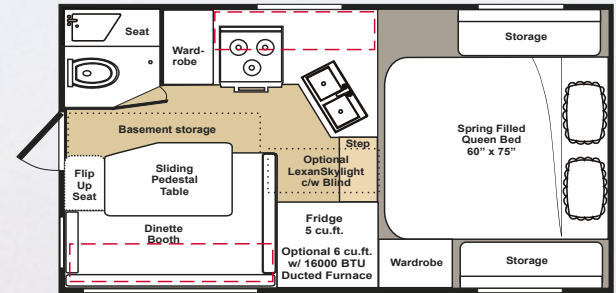 Seat
Ward-
robe
Storage
Basement storage
Step
Spring Filled
Queen Bed
60” x 75”
Optional
LexanSkylight
c/w Blind
Sliding
Pedestal
Table
Flip
Up
Seat
Dinette
Booth
Fridge
5 cu.ft.
Optional 6 cu.ft.
w/ 16000 BTU
Ducted Furnace
Wardrobe
Storage